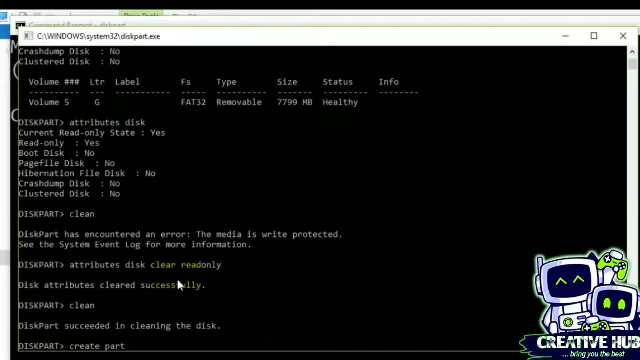 Command Prompt - diskpart
C:\WINDOWS\system32\diskpart.exe
Crashdump Disk : No
Clustered Disk : No
Volume ### Ltr Label Fs Type Size Status Info
---------- --- ----------- ----- ---------- ------- --------- --------
Volume 5 G FAT32 Removable 7799 MB Healthy
DISKPART> attributes disk
Current Read-only State : Yes
Read-only : Yes
Boot Disk : No
Pagefile Disk : No
Hibernation File Disk : No
Crashdump Disk : No
Clustered Disk : No
DISKPART> clean
DiskPart has encountered an error: The media is write protected.
See the System Event Log for more information.
DISKPART> attributes disk clear readonly
Disk attributes cleared successfully.
DISKPART> clean
DiskPart succeeded in cleaning the disk.
DISKPART> create part
CREATIVE HUB
... bring you the best!